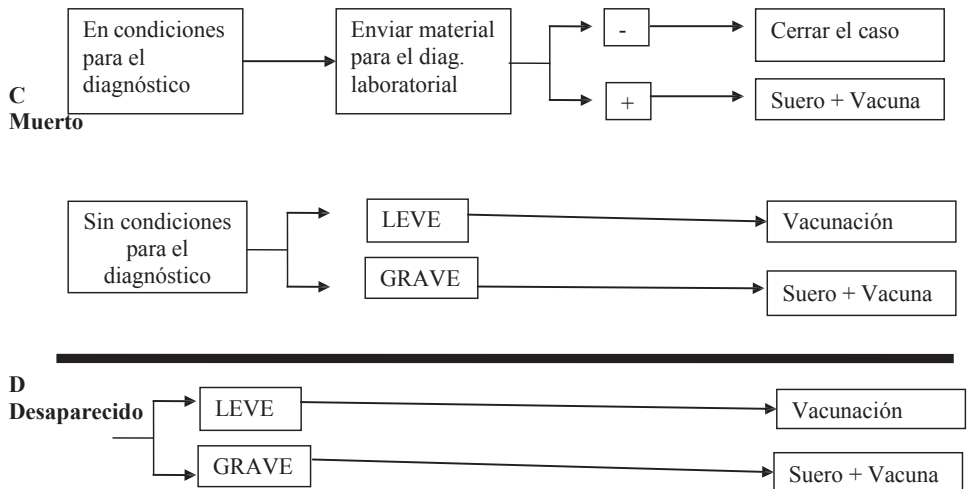 En condiciones
para el
diagnóstico
Enviar material
para el diag.
laboratorial
-
Cerrar el caso
C
Muerto
+
Suero + Vacuna
Sin condiciones
para el
diagnóstico
LEVE
Vacunación
GRAVE
Suero + Vacuna
D
Desaparecido
LEVE
Vacunación
GRAVE
Suero + Vacuna